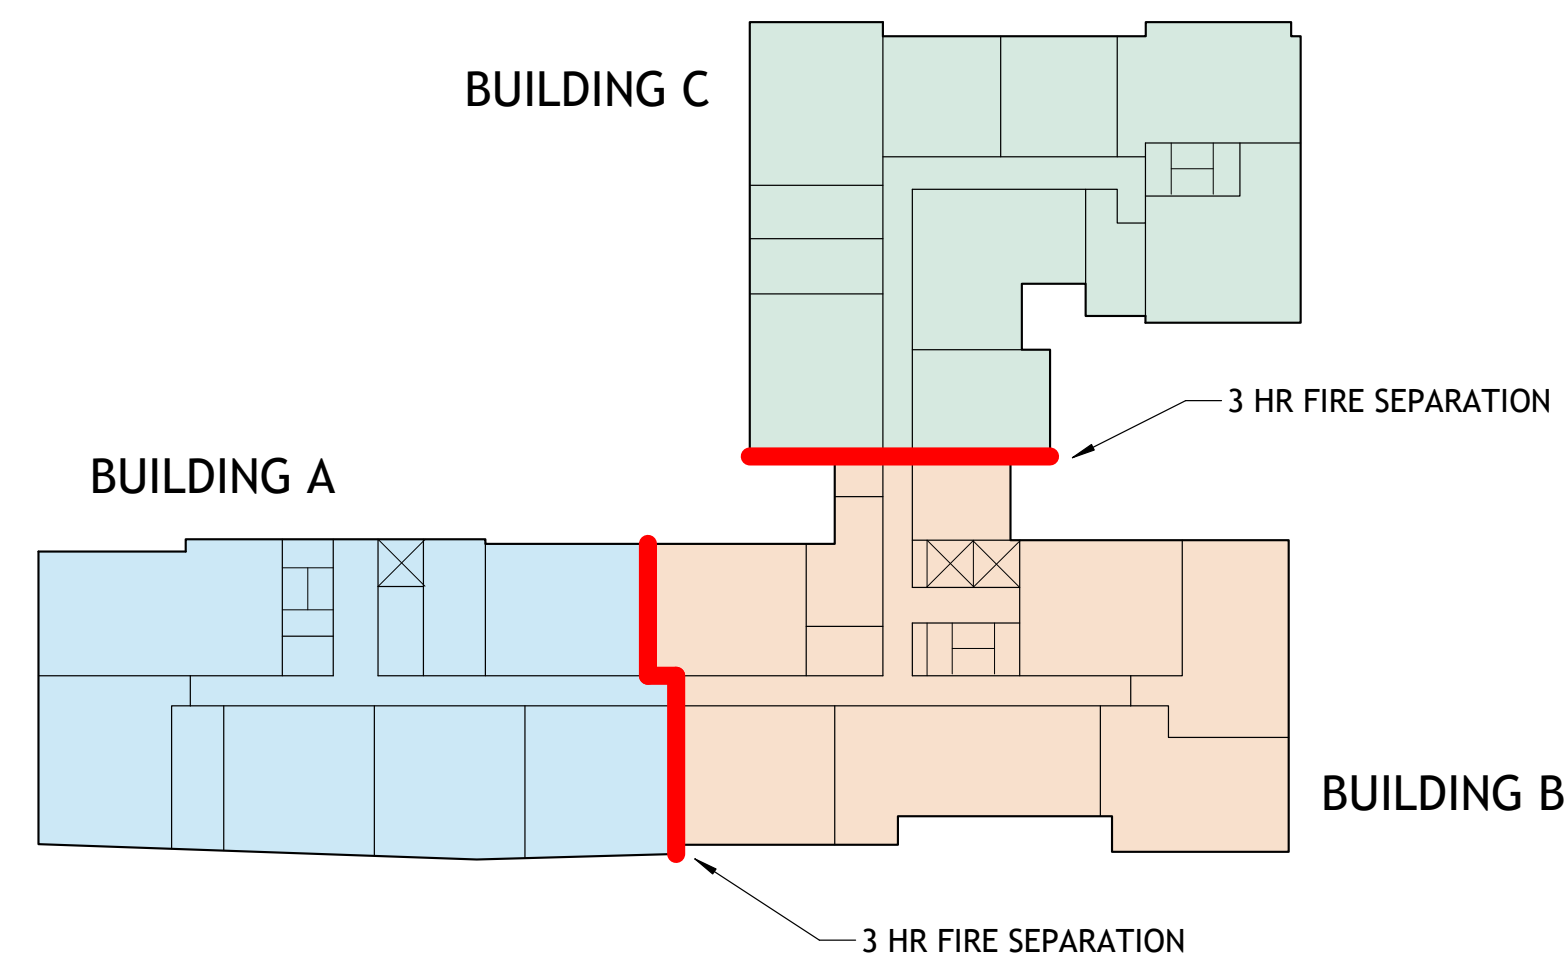 BUILDING C
3 HR FIRE SEPARATION
BUILDING A
BUILDING B
3 HR FIRE SEPARATION